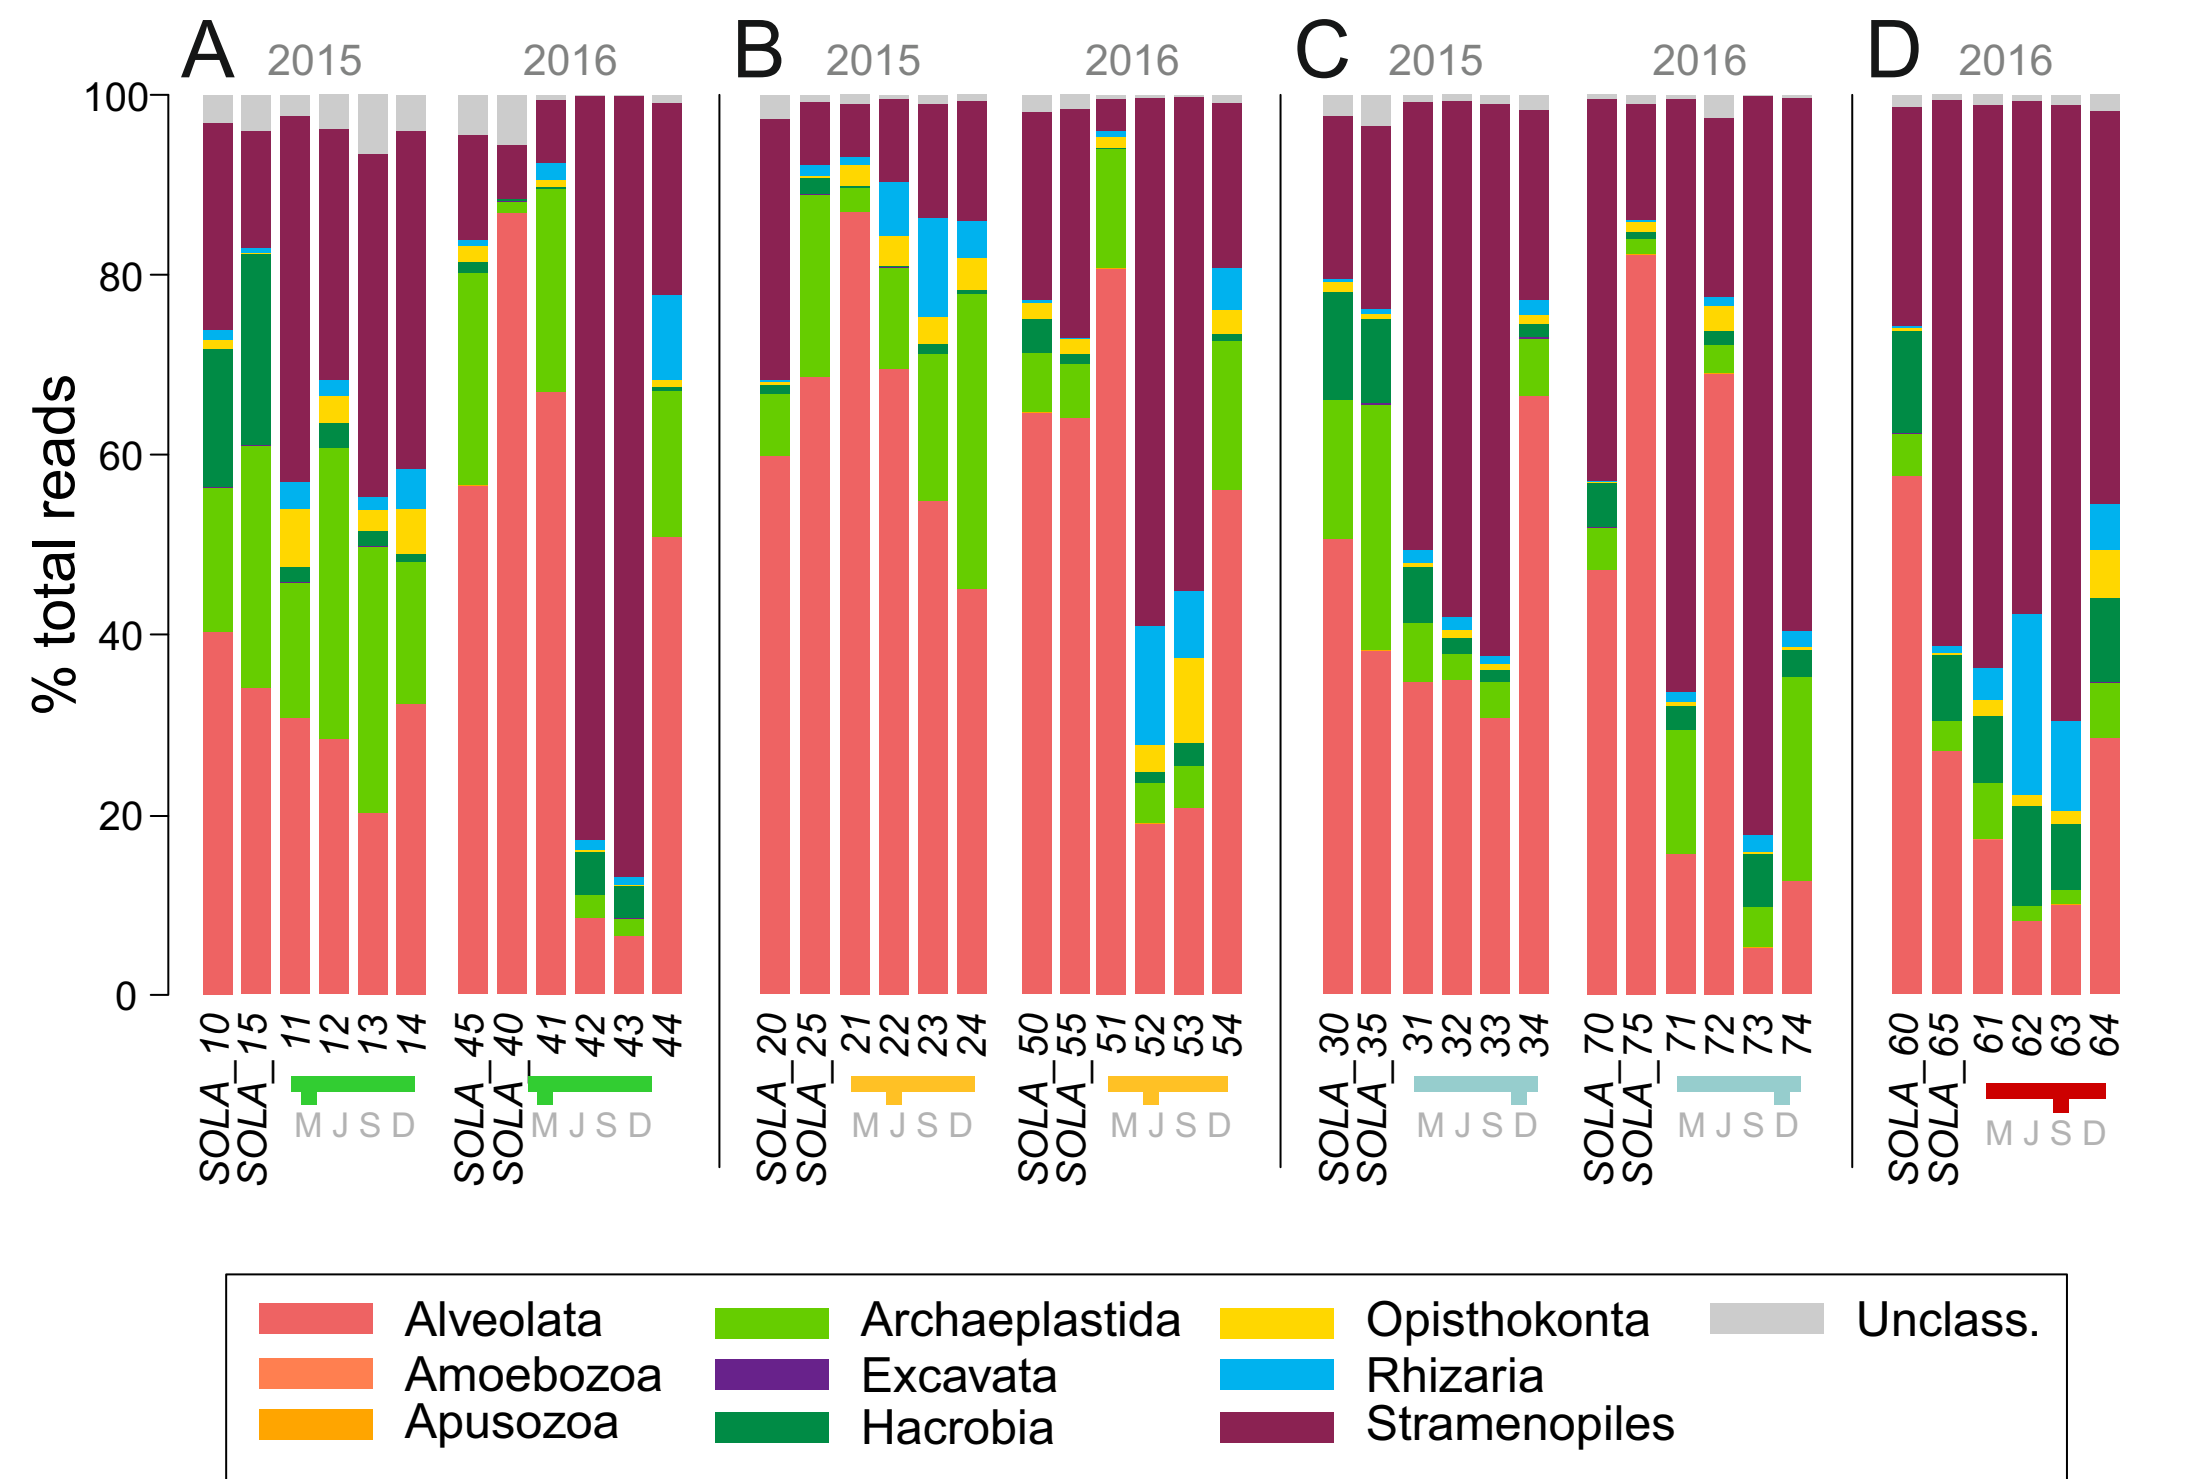 A 2015 2016 B 2015 2016 C 2015 2016 D 2016
% total reads
100
80
60
40
20
0
SOLA_10 SOLA_15 11 12 13 14 SOLA_45 SOLA_40 41 42 43 44 SOLA_20 SOLA_25 21 22 23 24 SOLA_50 SOLA_55 51 52 53 54 SOLA_30 SOLA_35 31 32 33 34 SOLA_70 SOLA_75 71 72 73 74 SOLA_60 SOLA_65 61 62 63 64
M J S D M J S D M J S D M J S D M J S D M J S D M J S D
Alveolata Archaeplastida Opisthokonta Unclass.
Amoebozoa Excavata Rhizaria
Apusozoa Hacrobia Stramenopiles